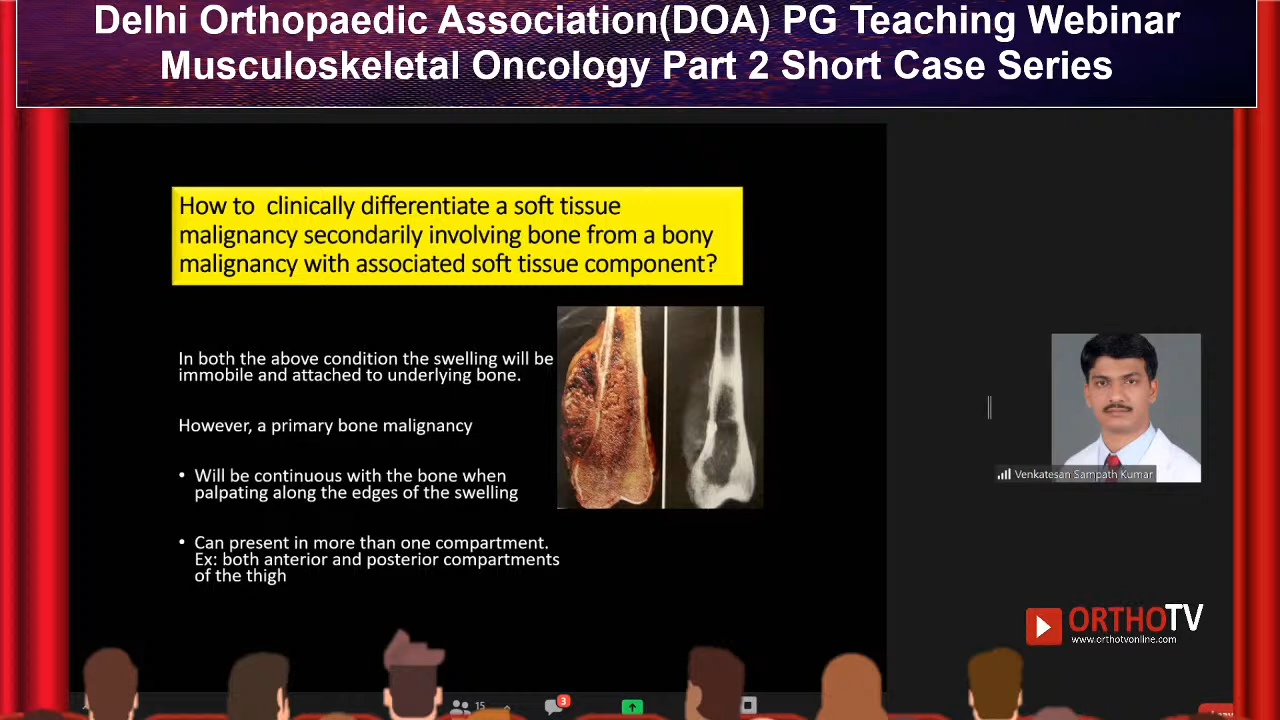 Delhi Orthopaedic Association(DOA) PG Teaching Webinar
Musculoskeletal Oncology Part 2 Short Case Series
How to clinically differentiate a soft tissue
malignancy secondarily involving bone from a bony
malignancy with associated soft tissue component?
In both the above condition the swelling will be
immobile and attached to underlying bone.
However, a primary bone malignancy
• Will be continuous with the bone when
palpating along the edges of the swelling
• Can present in more than one compartment.
Ex: both anterior and posterior compartments
of the thigh
Venkatesan Sampath Kumar
ORTHOTV
www.orthotvonline.com
15
3